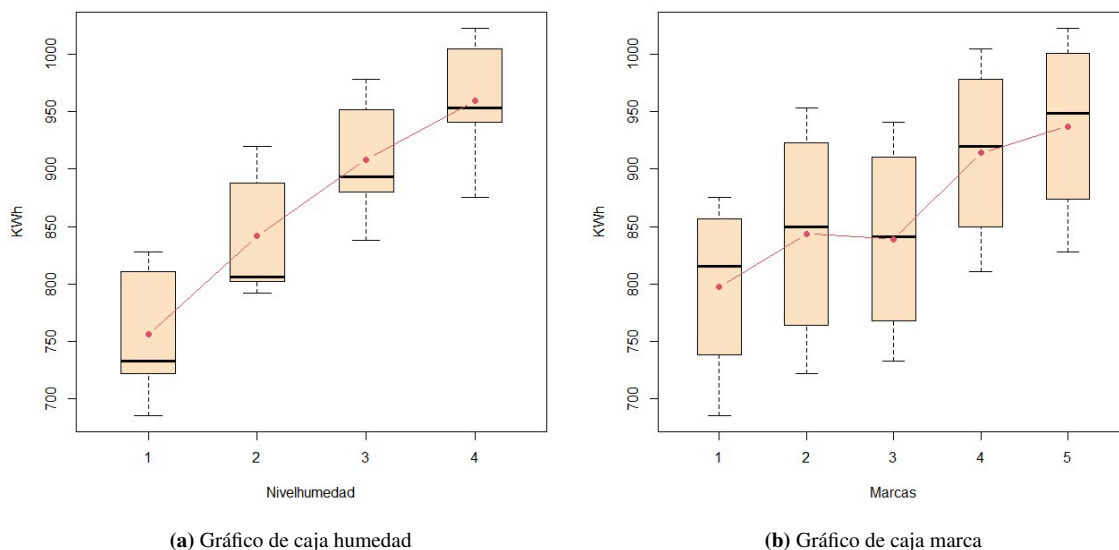 1000
950
900
850
800
750
700
KWh
1 2 3 4
Nivelhumedad
(a) Gráfico de caja humedad
1000
950
900
850
800
750
700
KWh
1 2 3 4 5
Marcas
(b) Gráfico de caja marca